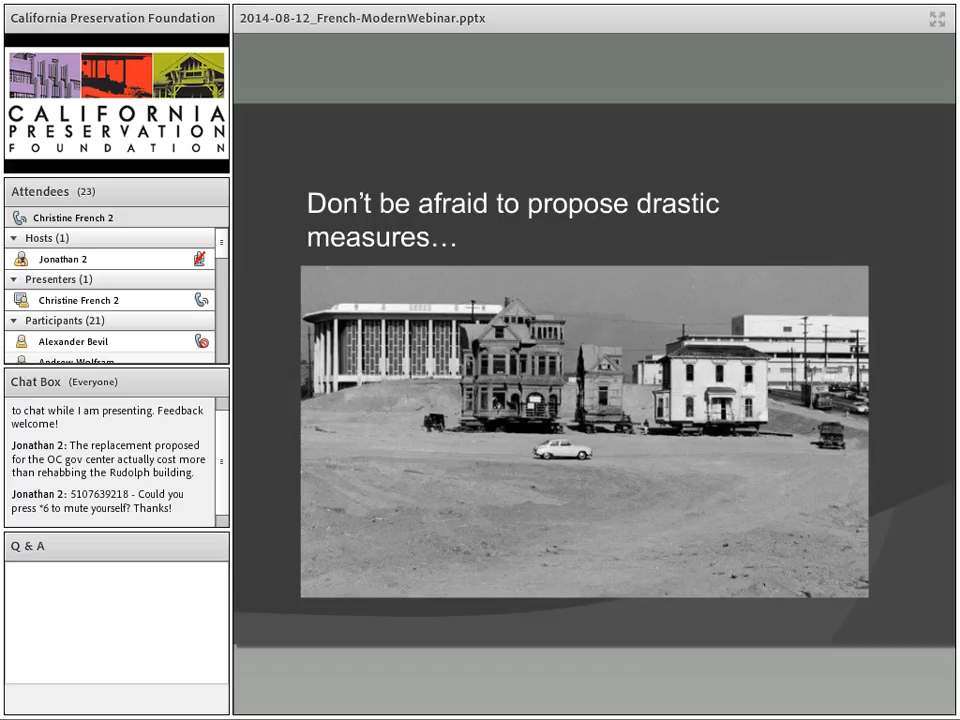 California Preservation Foundation
CALIFORNIA
PRESERVATION
FOUNDATION
Attendees (23)
Christine French 2
Hosts (1)
Jonathan 2
Presenters (1)
Christine French 2
Participants (21)
Alexander Bevil
Andrew Wolfram
Chat Box (Everyone)
to chat while I am presenting. Feedback
welcome!
Jonathan 2: The replacement proposed
for the OC gov center actually cost more
than rehabbing the Rudolph building.
Jonathan 2: 5107639218 - Could you
press *6 to mute yourself? Thanks!
Q & A
2014-08-12_French-ModernWebinar.pptx
Don't be afraid to propose drastic
measures…